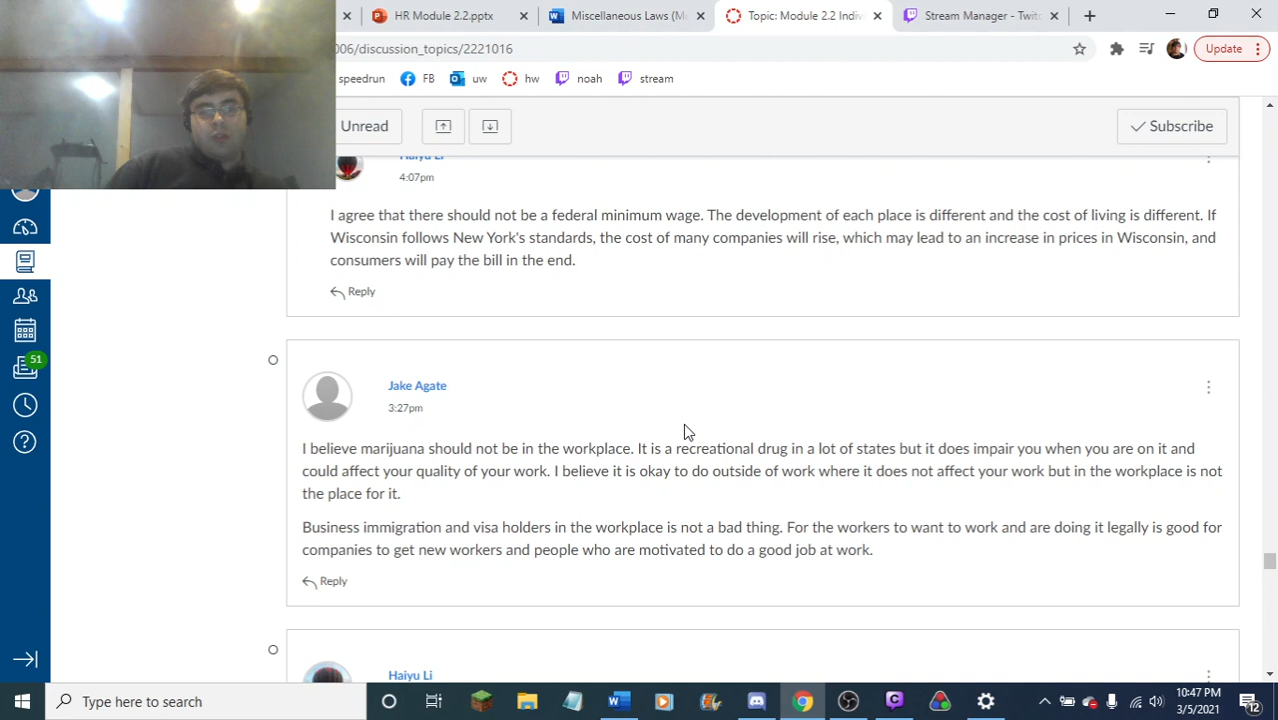 HR Module 2.2.pptx
Miscellaneous Laws (M
Topic: Module 2.2 Indiv
Stream Manager - Twitc
006/discussion_topics/2221016
Update
speedrun
FB
uw
hw
noah
stream
Unread
Subscribe
Haiyu Li
4:07pm
I agree that there should not be a federal minimum wage. The development of each place is different and the cost of living is different. If
Wisconsin follows New York's standards, the cost of many companies will rise, which may lead to an increase in prices in Wisconsin, and
consumers will pay the bill in the end.
Reply
51
Jake Agate
3:27pm
I believe marijuana should not be in the workplace. It is a recreational drug in a lot of states but it does impair you when you are on it and
could affect your quality of your work. I believe it is okay to do outside of work where it does not affect your work but in the workplace is not
the place for it.
Business immigration and visa holders in the workplace is not a bad thing. For the workers to want to work and are doing it legally is good for
companies to get new workers and people who are motivated to do a good job at work.
Reply
Haiyu Li
Type here to search
10:47 PM
3/5/2021
12